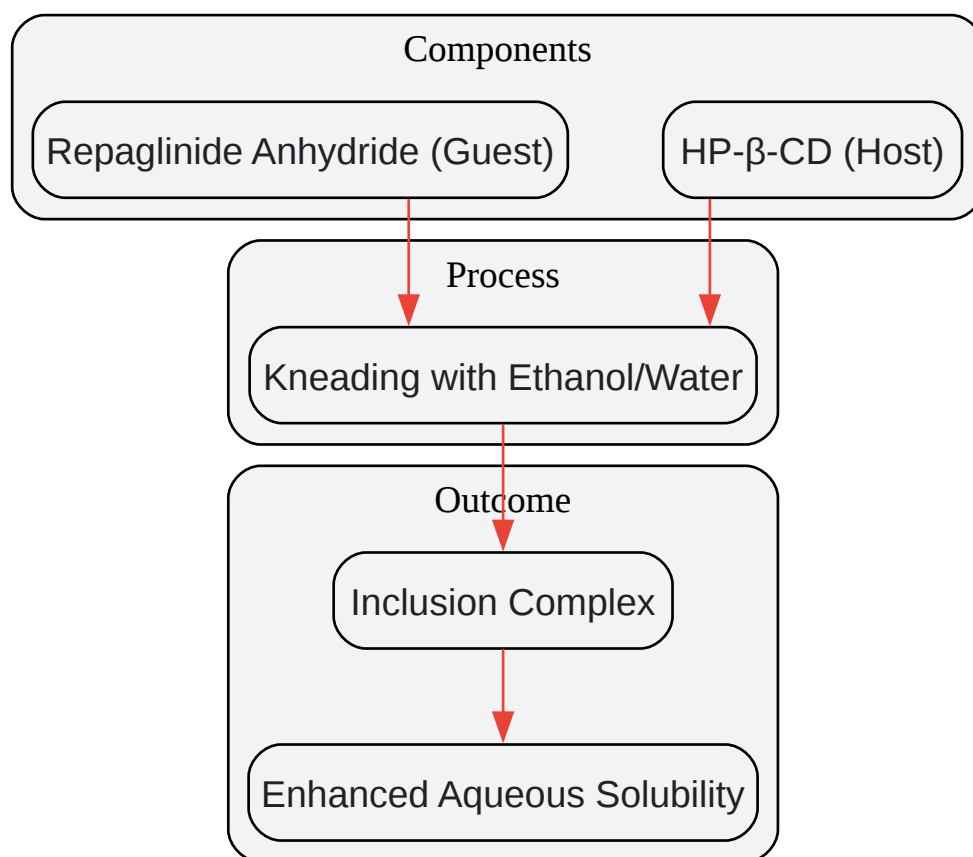 Components
Repaglinide Anhydride (Guest)
HP-β-CD (Host)
Process
Kneading with Ethanol/Water
Outcome
Inclusion Complex
Enhanced Aqueous Solubility